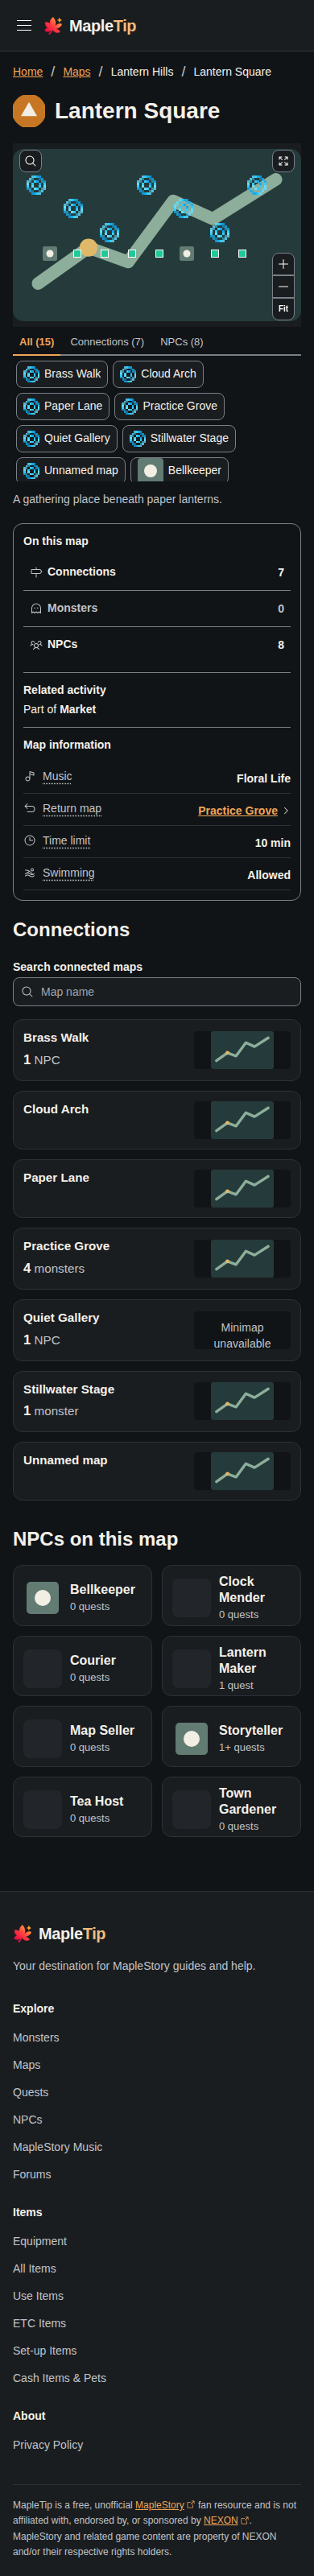 MapleTip
Home / Maps / Lantern Hills / Lantern Square
Lantern Square
Fit
All (15) Connections (7) NPCs (8)
Brass Walk Cloud Arch
Paper Lane Practice Grove
Quiet Gallery Stillwater Stage
Unnamed map Bellkeeper
A gathering place beneath paper lanterns.
On this map
Connections 7
Monsters 0
NPCs 8
Related activity
Part of Market
Map information
Music Floral Life
Return map Practice Grove
Time limit 10 min
Swimming Allowed
Connections
Search connected maps
Map name
Brass Walk
1 NPC
Cloud Arch
Paper Lane
Practice Grove
4 monsters
Quiet Gallery
1 NPC
Minimap
unavailable
Stillwater Stage
1 monster
Unnamed map
NPCs on this map
Bellkeeper
0 quests
Clock
Mender
0 quests
Courier
0 quests
Lantern
Maker
1 quest
Map Seller
0 quests
Storyteller
1+ quests
Tea Host
0 quests
Town
Gardener
0 quests
MapleTip
Your destination for MapleStory guides and help.
Explore
Monsters
Maps
Quests
NPCs
MapleStory Music
Forums
Items
Equipment
All Items
Use Items
ETC Items
Set-up Items
Cash Items & Pets
About
Privacy Policy
MapleTip is a free, unofficial MapleStory fan resource and is not
affiliated with, endorsed by, or sponsored by NEXON.
MapleStory and related game content are property of NEXON
and/or their respective rights holders.